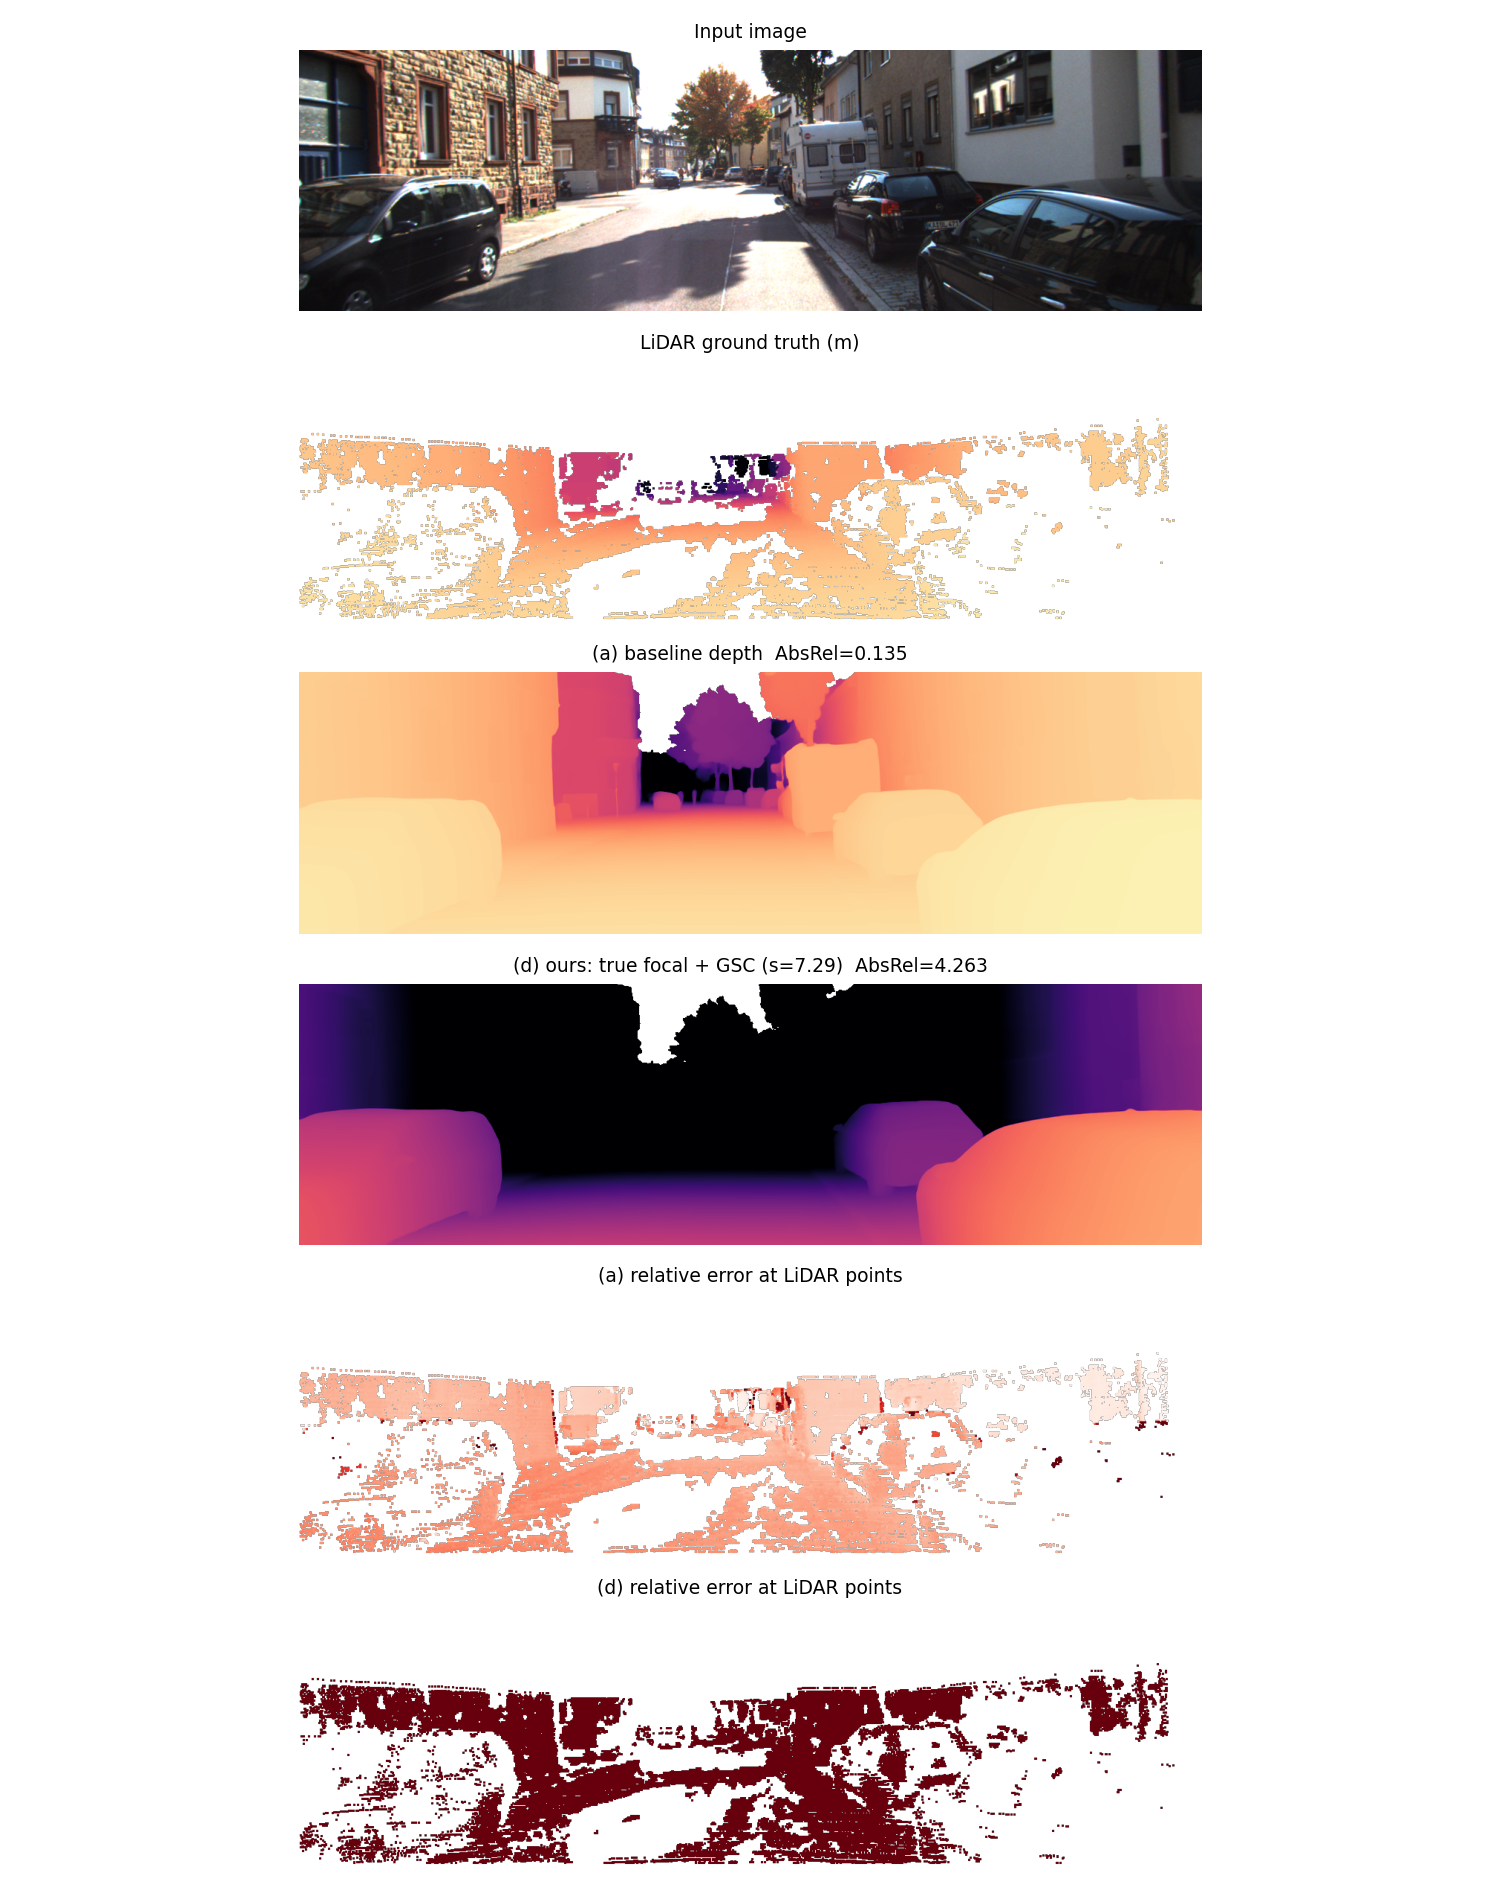 Input image
LiDAR ground truth (m)
(a) baseline depth  AbsRel=0.135
(d) ours: true focal + GSC (s=7.29)  AbsRel=4.263
(a) relative error at LiDAR points
(d) relative error at LiDAR points